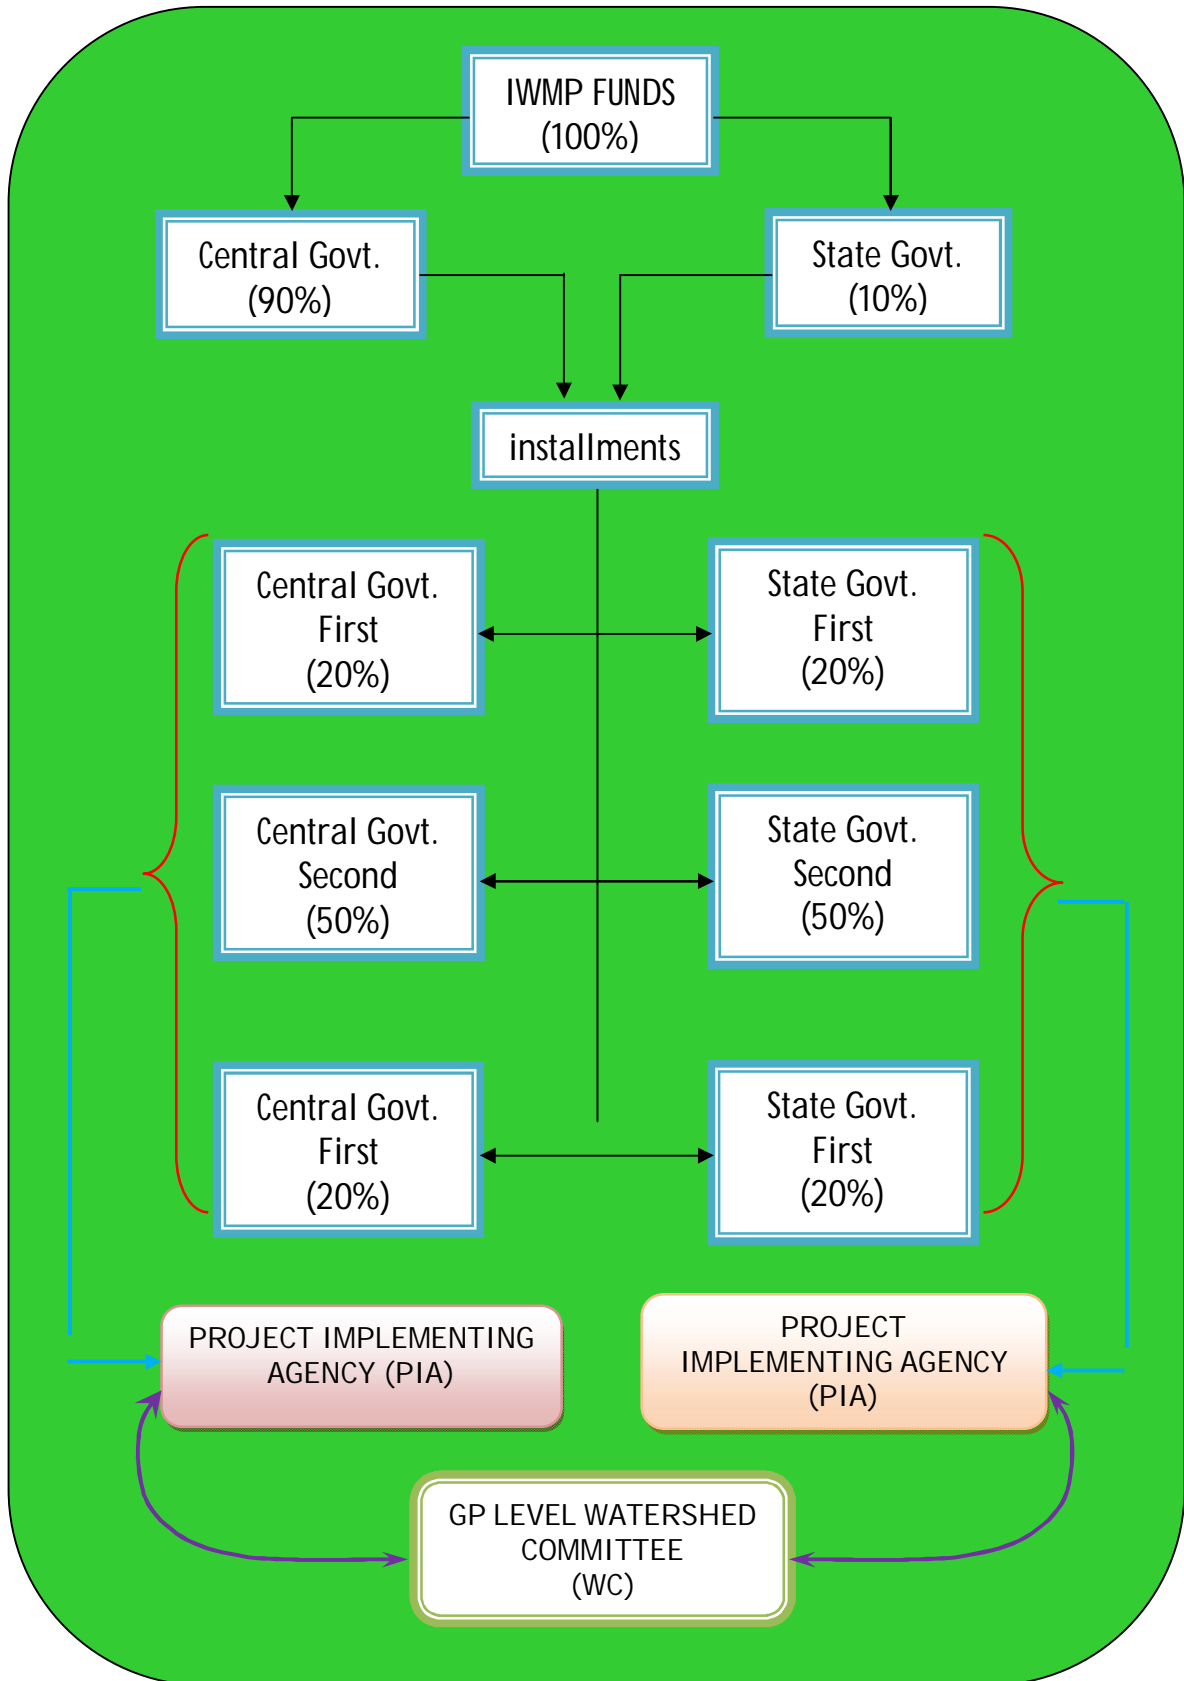 IWMP FUNDS
(100%)
Central Govt.
(90%)
State Govt.
(10%)
installments
Central Govt.
First
(20%)
State Govt.
First
(20%)
Central Govt.
Second
(50%)
State Govt.
Second
(50%)
Central Govt.
First
(20%)
State Govt.
First
(20%)
PROJECT IMPLEMENTING
AGENCY (PIA)
PROJECT
IMPLEMENTING AGENCY
(PIA)
GP LEVEL WATERSHED
COMMITTEE
(WC)